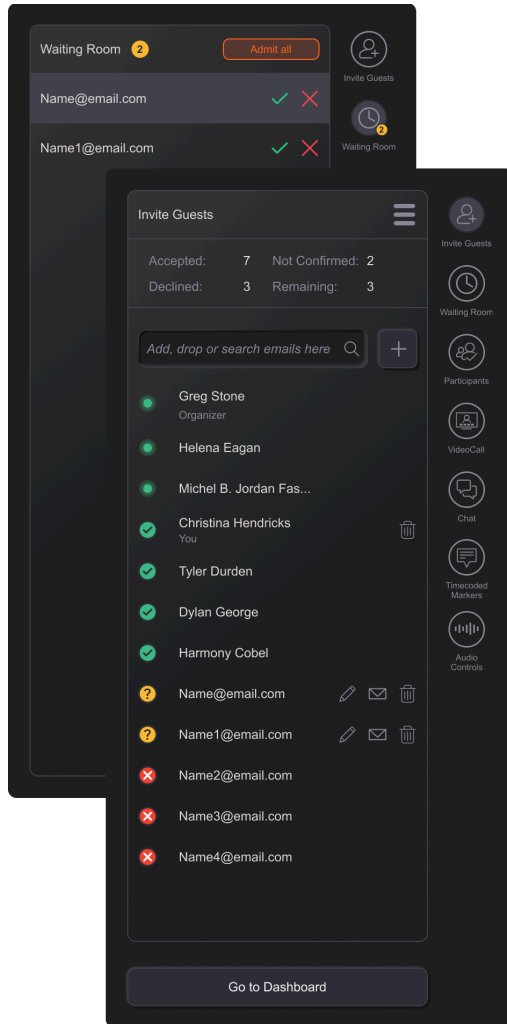 Waiting Room 2 Admit all
Name@email.com
Name1@email.com
Invite Guests
2
Waiting Room
Invite Guests
Accepted: 7 Not Confirmed: 2
Declined: 3 Remaining: 3
Add, drop or search emails here
Greg Stone
Organizer
Helena Eagan
Michel B. Jordan Fas...
Christina Hendricks
You
Tyler Durden
Dylan George
Harmony Cobel
? Name@email.com
? Name1@email.com
Name2@email.com
Name3@email.com
Name4@email.com
Go to Dashboard
Invite Guests
Waiting Room
Participants
VideoCall
Chat
Timecoded
Markers
Audio
Controls